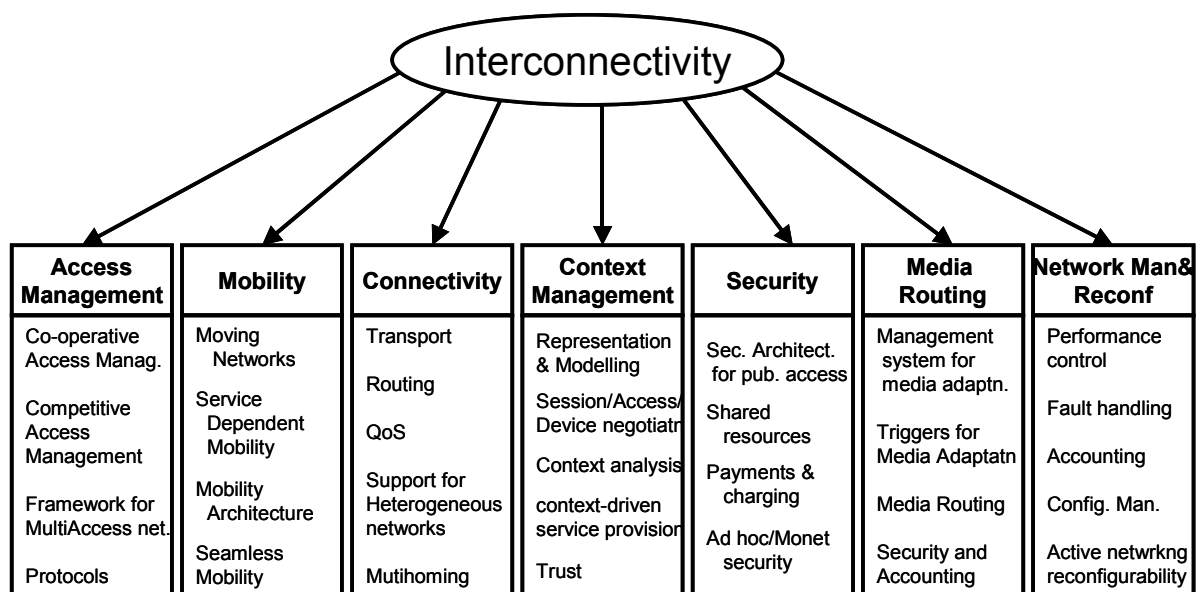 Interconnectivity
Access
Management
Co-operative
Access Manag.
Competitive
Access
Management
Framework for
MultiAccess net.
Protocols
Mobility
Moving
Networks
Service
Dependent
Mobility
Mobility
Architecture
Seamless
Mobility
Connectivity
Transport
Routing
QoS
Support for
Heterogeneous
networks
Mutihoming
Context
Management
Representation
& Modelling
Session/Access/
Device negotiatn
Context analysis
context-driven
service provision
Trust
Security
Sec. Architect.
for pub. access
Shared
resources
Payments &
charging
Ad hoc/Monet
security
Media
Routing
Management
system for
media adaptn.
Triggers for
Media Adaptatn
Media Routing
Security and
Accounting
Network Man&
Reconf
Performance
control
Fault handling
Accounting
Config. Man.
Active netwrkng
reconfigurability